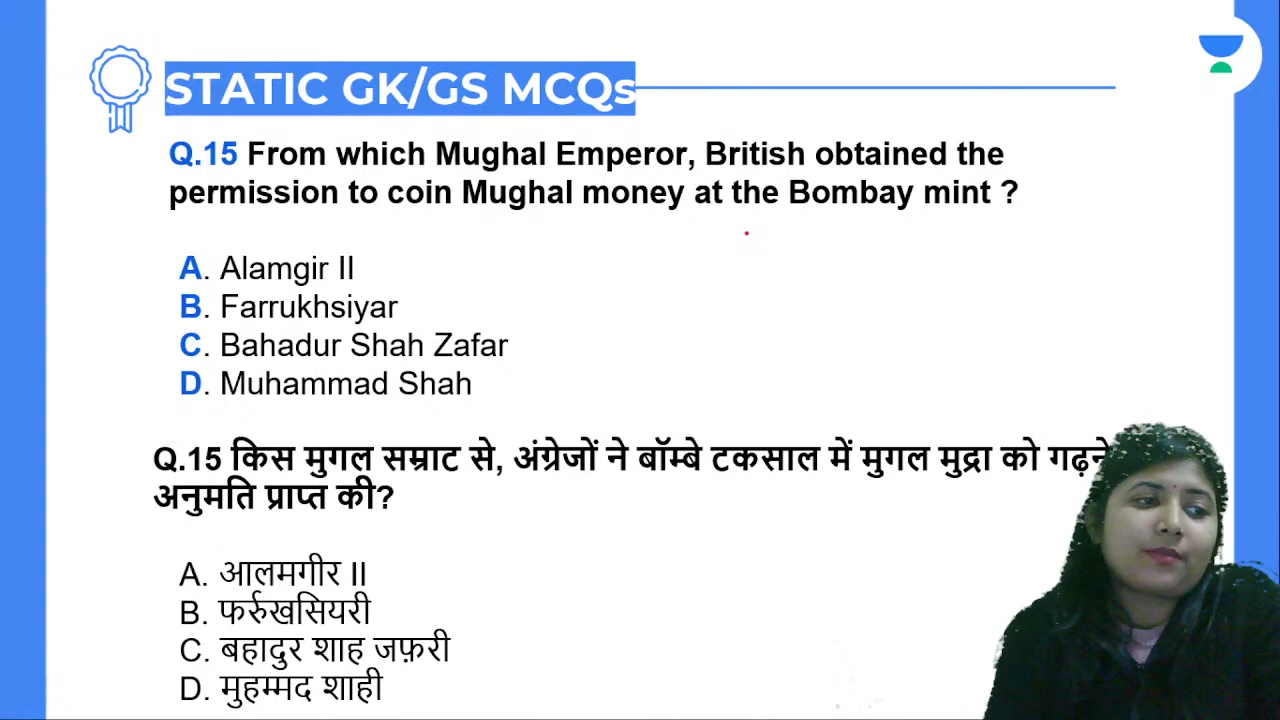 STATIC GK/GS MCQs
Q.15 From which Mughal Emperor, British obtained the
permission to coin Mughal money at the Bombay mint ?
A. Alamgir II
B. Farrukhsiyar
C. Bahadur Shah Zafar
D. Muhammad Shah
Q.15 किस मुगल सम्राट से, अंग्रेजों ने बॉम्बे टकसाल में मुगल मुद्रा को गढ़ने
अनुमति प्राप्त की?
A. आलमगीर II
B. फर्रुखसियरी
C. बहादुर शाह जफ़री
D. मुहम्मद शाही